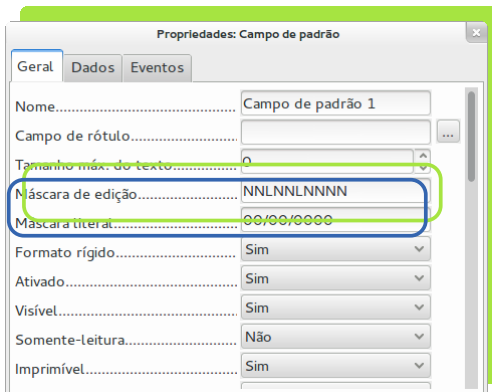 Propriedades: Campo de padrão
x
Geral Dados Eventos
Nome........................................... Campo de padrão 1
Campo de rótulo......................... ...
Tamanho máx. do texto............... 0
Máscara de edição....................... NNLNNLNNNN
Máscara literal............................. 00/00/0000
Formato rígido............................ Sim
Ativado........................................ Sim
Visível.......................................... Sim
Somente-leitura.......................... Não
Imprimível................................... Sim